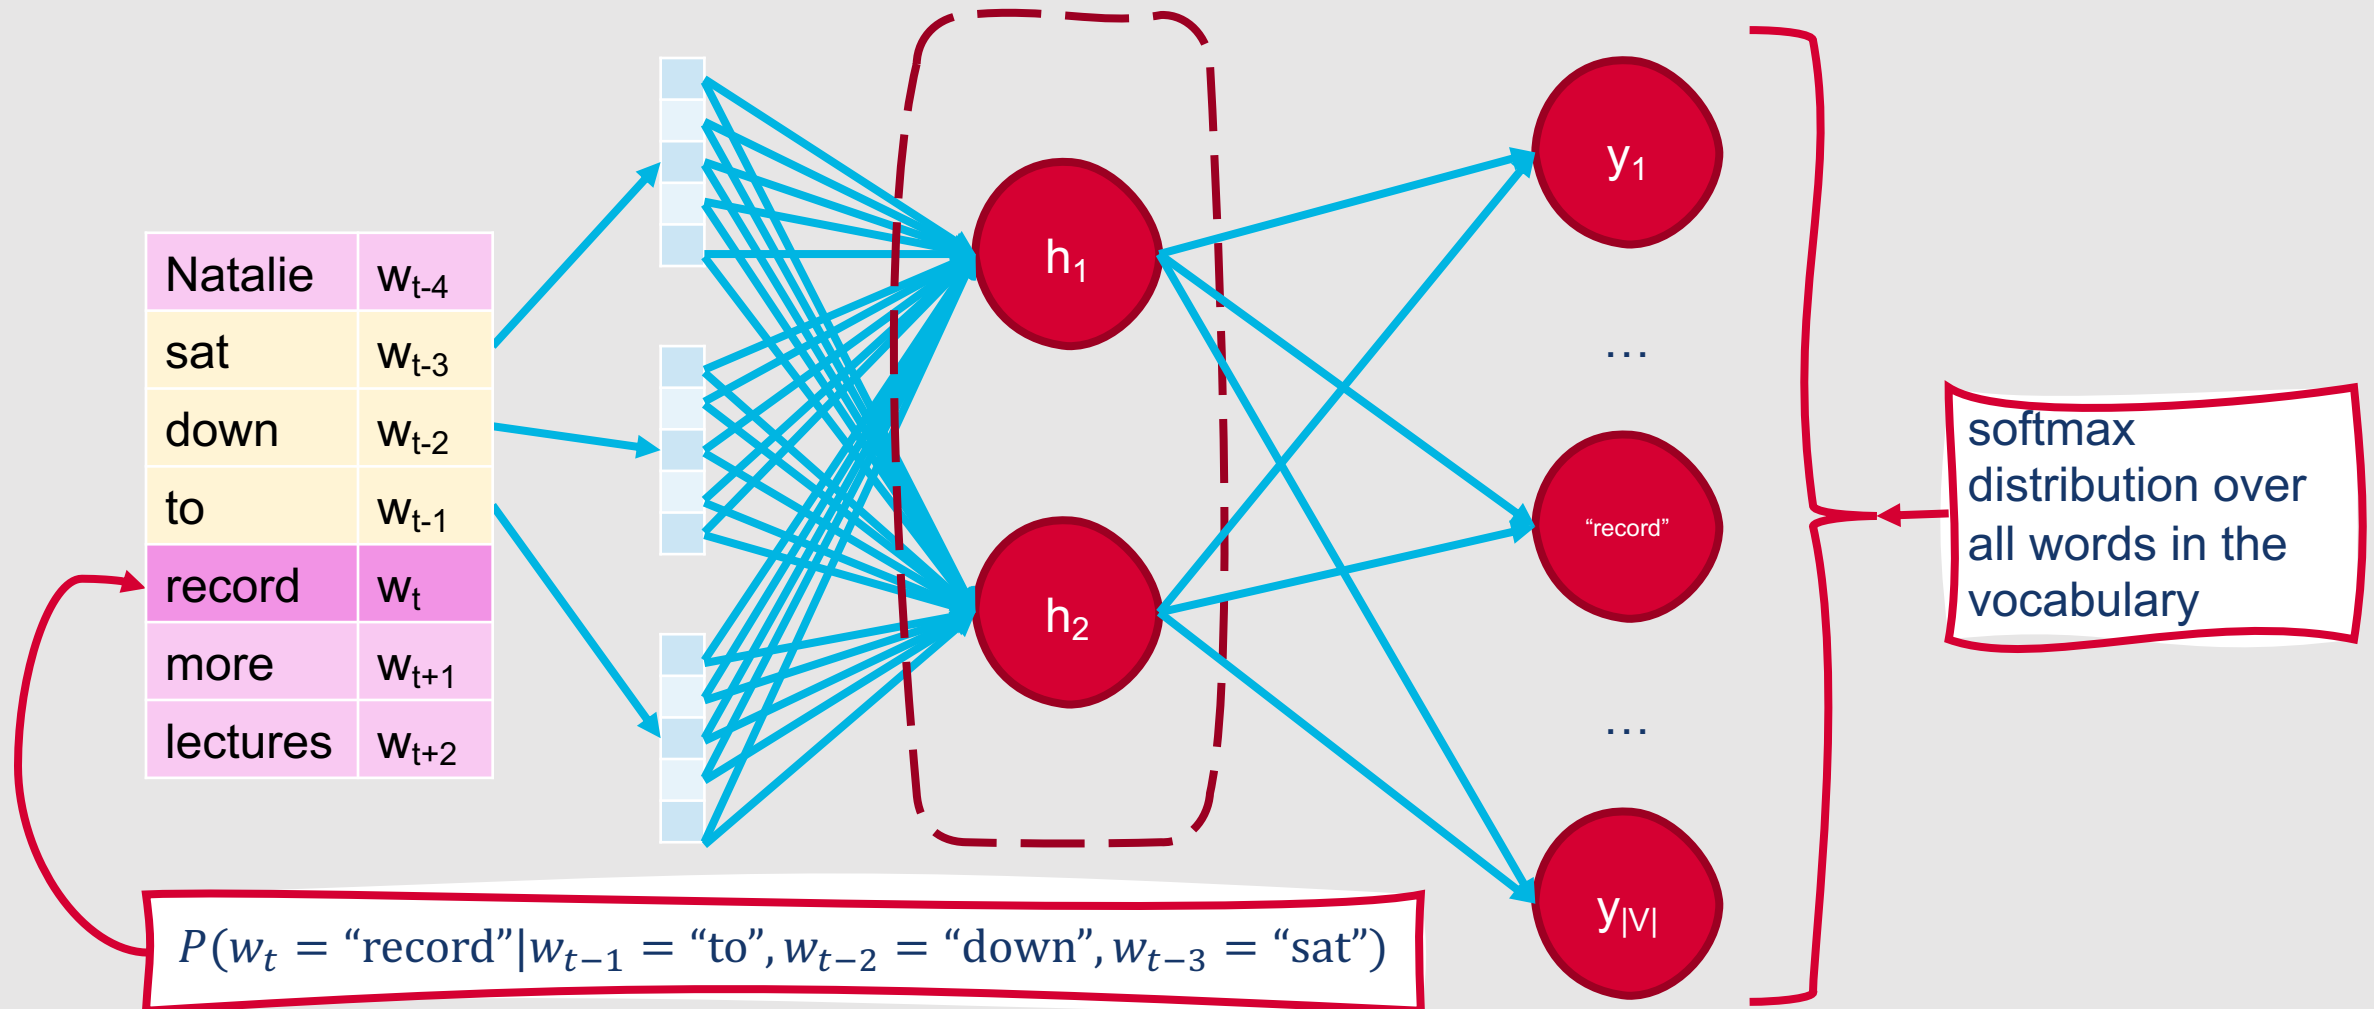 Natalie w_{t-4}
sat w_{t-3}
down w_{t-2}
to w_{t-1}
record w_t
more w_{t+1}
lectures w_{t+2}
h_1
h_2
y_1
…
“record”
…
y_{|V|}
softmax
distribution over
all words in the
vocabulary
P(w_t = “record”|w_{t−1} = “to”, w_{t−2} = “down”, w_{t−3} = “sat”)